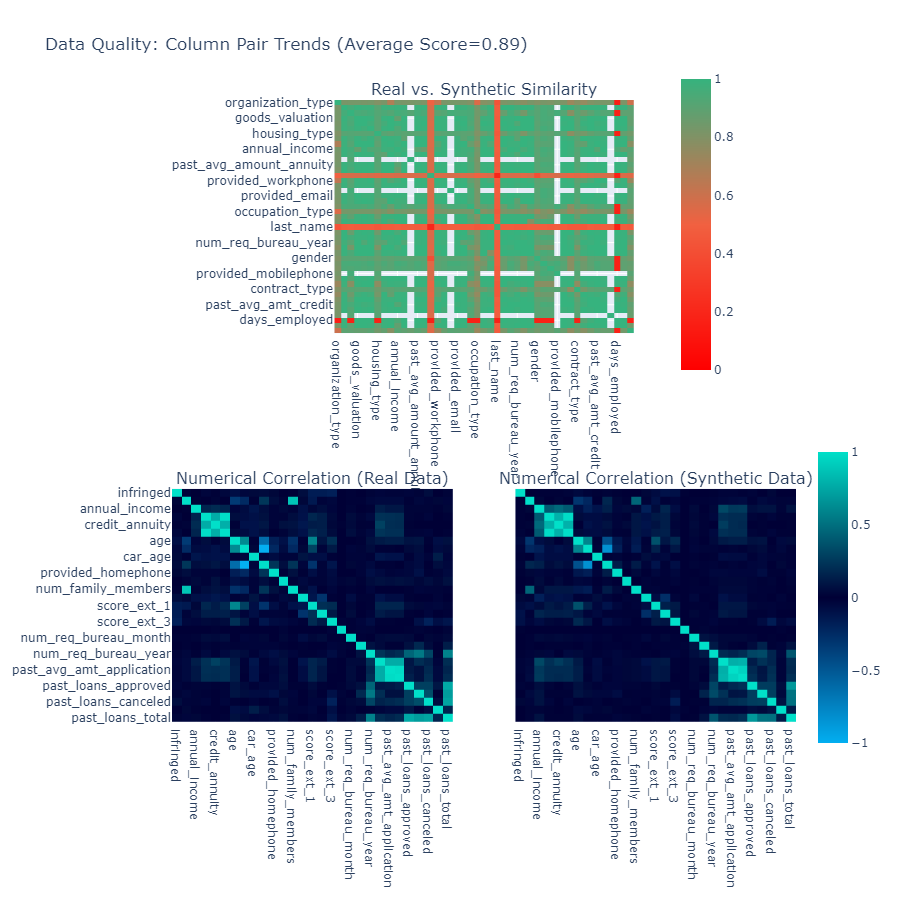 Data Quality: Column Pair Trends (Average Score=0.89)
Real vs. Synthetic Similarity
organization_type
goods_valuation
housing_type
annual_income
past_avg_amount_annuity
provided_workphone
provided_email
occupation_type
last_name
num_req_bureau_year
gender
provided_mobilephone
contract_type
past_avg_amt_credit
days_employed
organization_type
goods_valuation
housing_type
annual_income
past_avg_amount_annui
provided_workphone
provided_email
occupation_type
last_name
num_req_bureau_year
gender
provided_mobilephone
contract_type
past_avg_amt_credit
days_employed
1
0.8
0.6
0.4
0.2
0
Numerical Correlation (Real Data)
infringed
annual_income
credit_annuity
age
car_age
provided_homephone
num_family_members
score_ext_1
score_ext_3
num_req_bureau_month
num_req_bureau_year
past_avg_amt_application
past_loans_approved
past_loans_canceled
past_loans_total
infringed
annual_income
credit_annuity
age
car_age
provided_homephone
num_family_members
score_ext_1
score_ext_3
num_req_bureau_month
num_req_bureau_year
past_avg_amt_application
past_loans_approved
past_loans_canceled
past_loans_total
Numerical Correlation (Synthetic Data)
infringed
annual_income
credit_annuity
age
car_age
provided_homephone
num_family_members
score_ext_1
score_ext_3
num_req_bureau_month
num_req_bureau_year
past_avg_amt_application
past_loans_approved
past_loans_canceled
past_loans_total
1
0.5
0
−0.5
−1